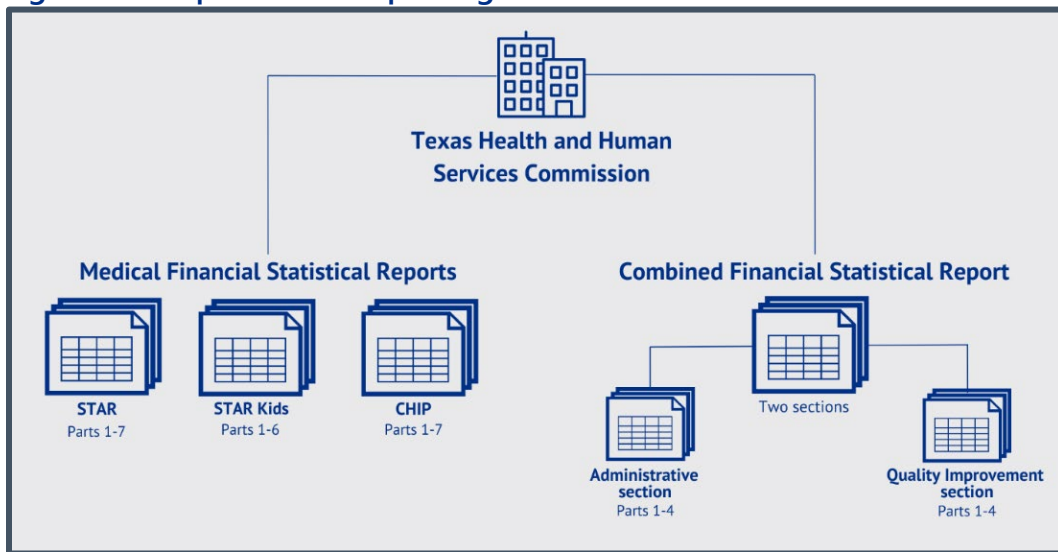 Texas Health and Human
Services Commission
Medical Financial Statistical Reports
Combined Financial Statistical Report
STAR
Parts 1-7
STAR Kids
Parts 1-6
CHIP
Parts 1-7
Two sections
Administrative
section
Parts 1-4
Quality Improvement
section
Parts 1-4